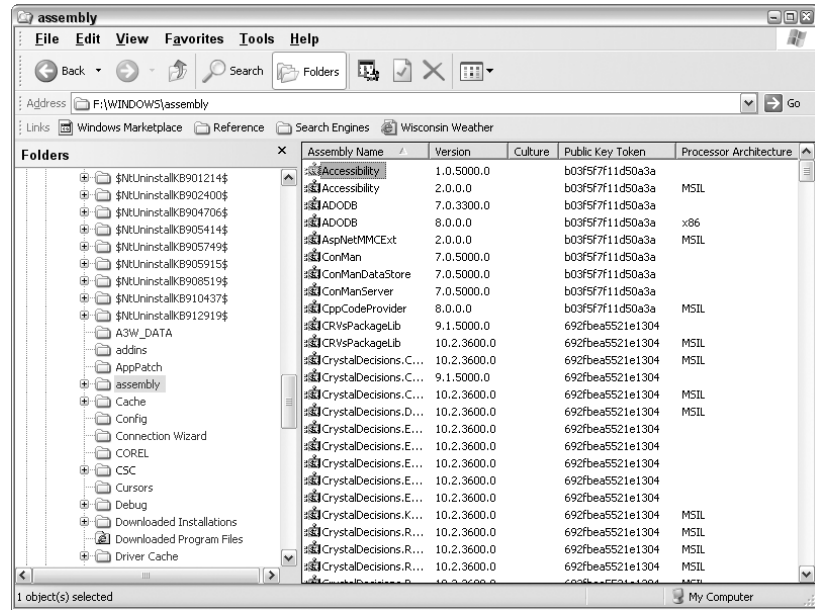 assembly
File Edit View Favorites Tools Help
Back Search Folders
Address F:\WINDOWS\assembly Go
Links Windows Marketplace Reference Search Engines Wisconsin Weather
Folders
$NtUninstallKB901214$
$NtUninstallKB902400$
$NtUninstallKB904706$
$NtUninstallKB905414$
$NtUninstallKB905749$
$NtUninstallKB905915$
$NtUninstallKB908519$
$NtUninstallKB910437$
$NtUninstallKB912919$
A3W_DATA
addins
AppPatch
assembly
Cache
Config
Connection Wizard
COREL
CSC
Cursors
Debug
Downloaded Installations
Downloaded Program Files
Driver Cache
Assembly Name Version Culture Public Key Token Processor Architecture
Accessibility 1.0.5000.0 b03f5f7f11d50a3a
Accessibility 2.0.0.0 b03f5f7f11d50a3a MSIL
ADODB 7.0.3300.0 b03f5f7f11d50a3a
ADODB 8.0.0.0 b03f5f7f11d50a3a x86
AspNetMMCExt 2.0.0.0 b03f5f7f11d50a3a MSIL
ConMan 7.0.5000.0 b03f5f7f11d50a3a
ConManDataStore 7.0.5000.0 b03f5f7f11d50a3a
ConManServer 7.0.5000.0 b03f5f7f11d50a3a
CppCodeProvider 8.0.0.0 b03f5f7f11d50a3a MSIL
CRVsPackageLib 9.1.5000.0 692fbea5521e1304
CRVsPackageLib 10.2.3600.0 692fbea5521e1304 MSIL
CrystalDecisions.C... 10.2.3600.0 692fbea5521e1304 MSIL
CrystalDecisions.C... 9.1.5000.0 692fbea5521e1304
CrystalDecisions.C... 10.2.3600.0 692fbea5521e1304 MSIL
CrystalDecisions.D... 10.2.3600.0 692fbea5521e1304 MSIL
CrystalDecisions.E... 10.2.3600.0 692fbea5521e1304
CrystalDecisions.E... 10.2.3600.0 692fbea5521e1304
CrystalDecisions.E... 10.2.3600.0 692fbea5521e1304
CrystalDecisions.E... 10.2.3600.0 692fbea5521e1304
CrystalDecisions.E... 10.2.3600.0 692fbea5521e1304
CrystalDecisions.K... 10.2.3600.0 692fbea5521e1304 MSIL
CrystalDecisions.R... 10.2.3600.0 692fbea5521e1304 MSIL
CrystalDecisions.R... 10.2.3600.0 692fbea5521e1304 MSIL
CrystalDecisions.R... 10.2.3600.0 692fbea5521e1304 MSIL
1 object(s) selected My Computer